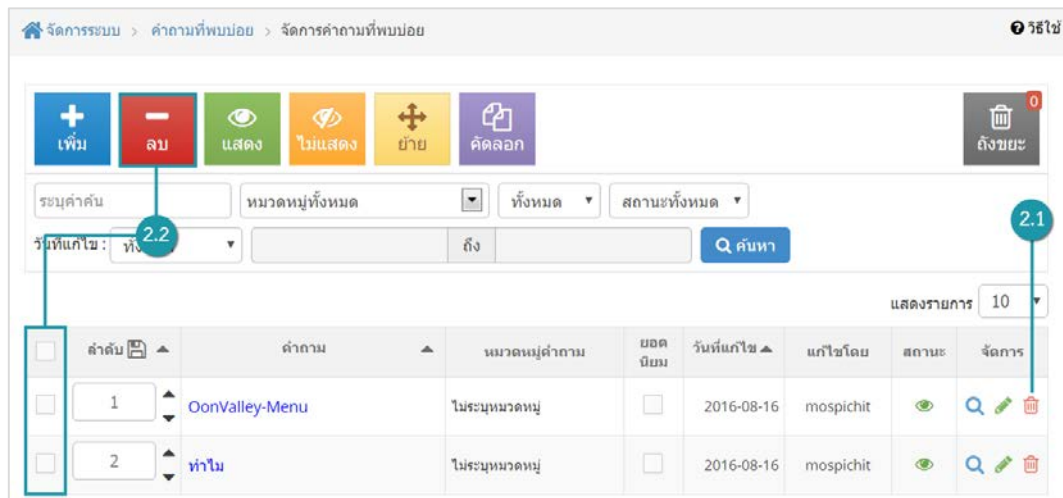 จัดการระบบ > คำถามที่พบบ่อย > จัดการคำถามที่พบบ่อย วิธีใช้
เพิ่ม ลบ แสดง ไม่แสดง ย้าย คัดลอก 0 ถังขยะ
ระบุคำค้น หมวดหมู่ทั้งหมด ทั้งหมด สถานะทั้งหมด
2.1
2.2
วันที่แก้ไข : ถึง ค้นหา
แสดงรายการ 10
ลำดับ คำถาม หมวดหมู่คำถาม ยอดนิยม วันที่แก้ไข แก้ไขโดย สถานะ จัดการ
1 OonValley-Menu ไม่ระบุหมวดหมู่ 2016-08-16 mospichit
2 ทำไม ไม่ระบุหมวดหมู่ 2016-08-16 mospichit